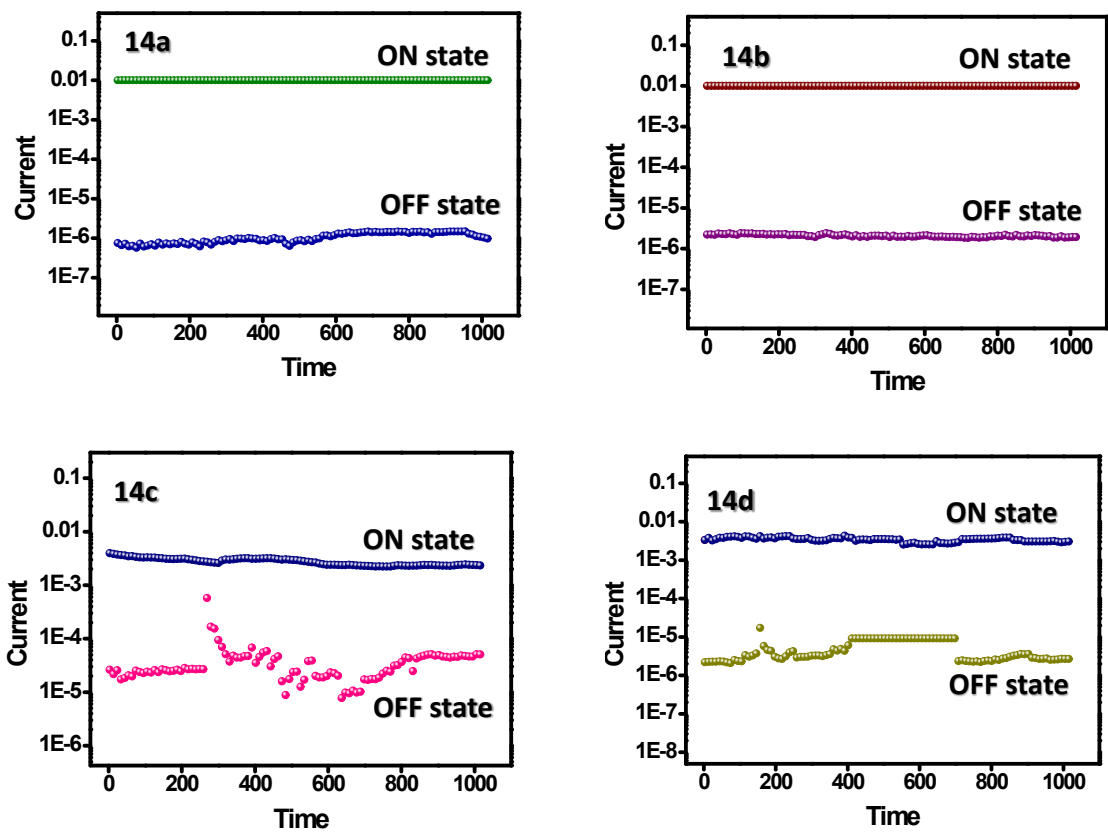 14a
ON state
OFF state
0.1
0.01
1E-3
1E-4
1E-5
1E-6
1E-7
Current
0 200 400 600 800 1000
Time
14b
ON state
OFF state
0.1
0.01
1E-3
1E-4
1E-5
1E-6
1E-7
Current
0 200 400 600 800 1000
Time
14c
ON state
OFF state
0.1
0.01
1E-3
1E-4
1E-5
1E-6
Current
0 200 400 600 800 1000
Time
14d
ON state
OFF state
0.1
0.01
1E-3
1E-4
1E-5
1E-6
1E-7
1E-8
Current
0 200 400 600 800 1000
Time